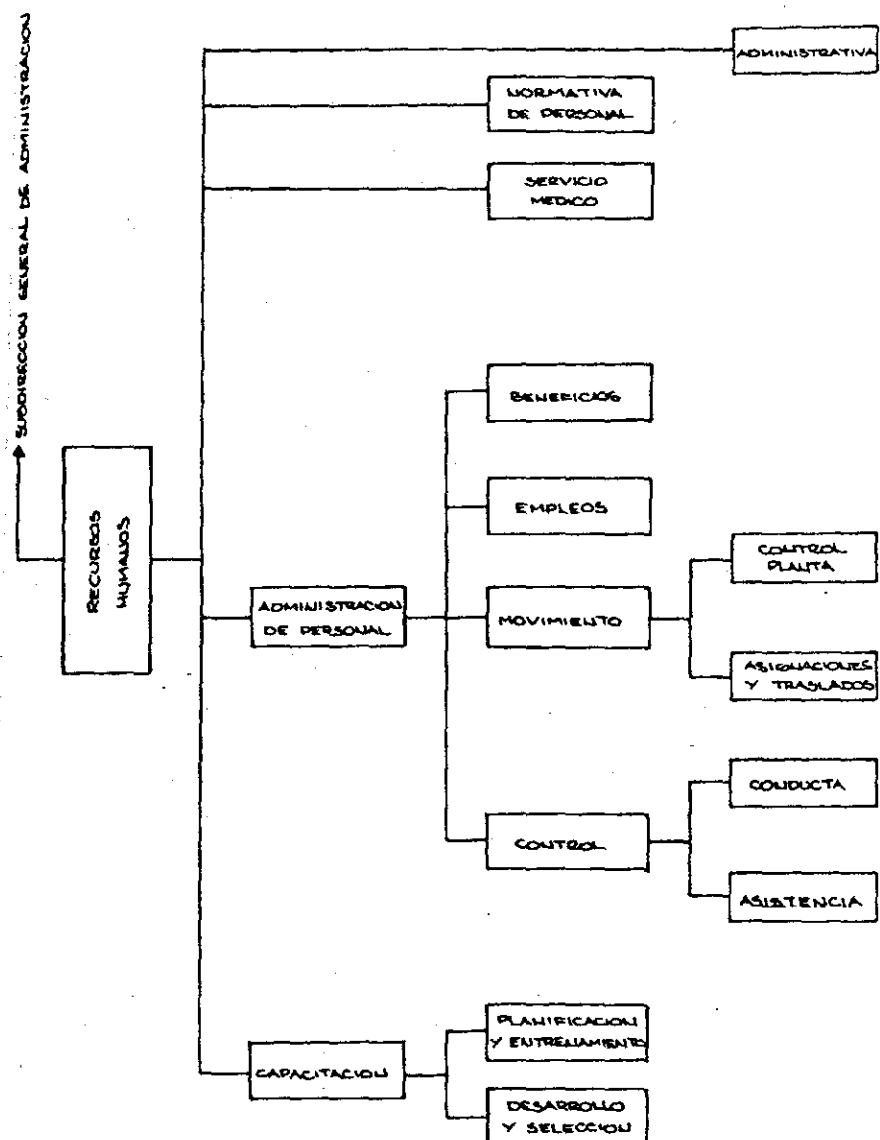 SUBDIRECCION GENERAL DE ADMINISTRACION
RECURSOS
HUMANOS
ADMINISTRATIVA
NORMATIVA
DE PERSONAL
SERVICIO
MEDICO
ADMINISTRACION
DE PERSONAL
BENEFICIOS
EMPLEOS
MOVIMIENTO
CONTROL
PLANTA
ASIGNACIONES
Y TRASLADOS
CONTROL
CONDUCTA
ASISTENCIA
CAPACITACION
PLANIFICACION
Y ENTRENAMIENTO
DESARROLLO
Y SELECCION